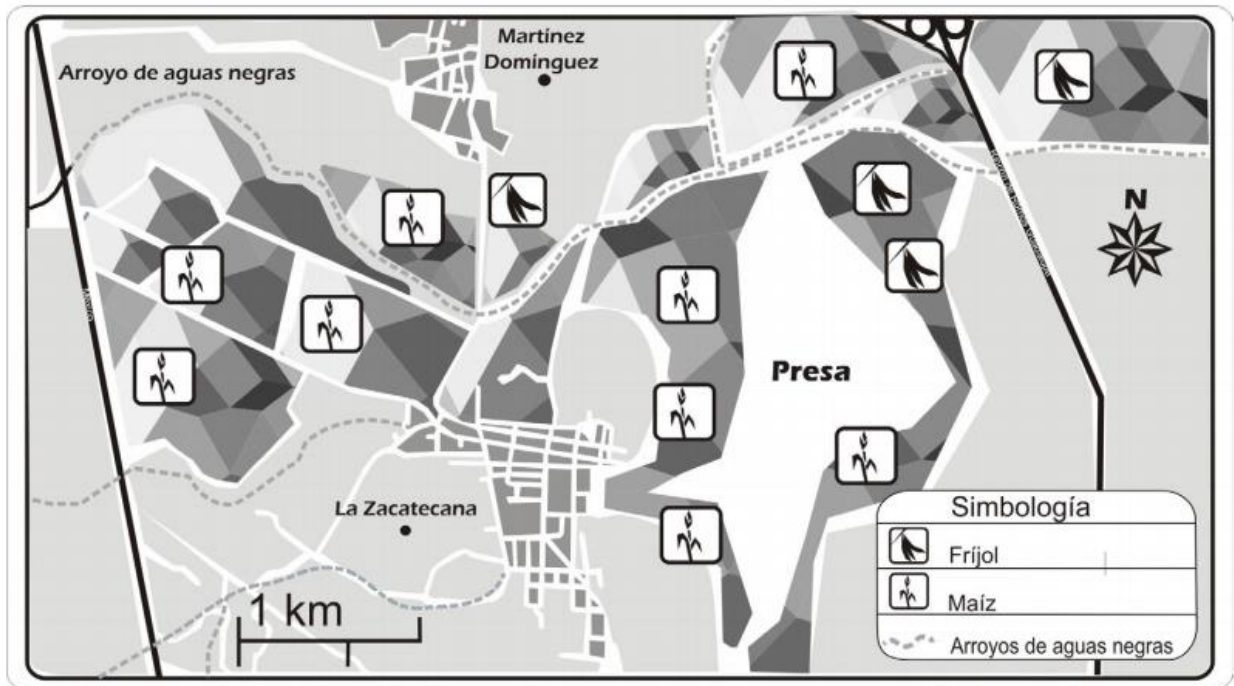 Martínez
Domínguez
Arroyo de aguas negras
N
Presa
La Zacatecana
1 km
Simbología
Fríjol
Maíz
Arroyos de aguas negras